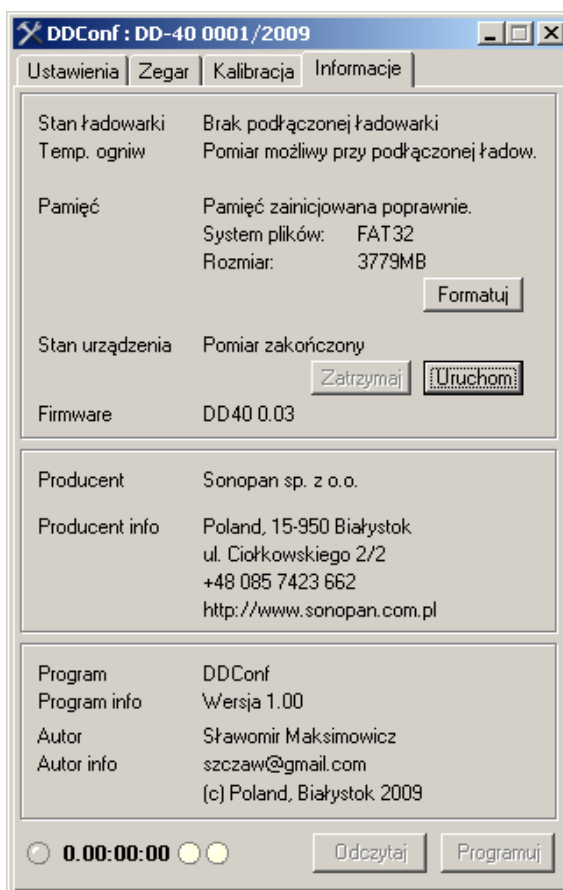 DDConf : DD-40 0001/2009
Ustawienia Zegar Kalibracja Informacje
Stan ładowarki Brak podłączonej ładowarki
Temp. ogniw Pomiar możliwy przy podłączonej ładow.
Pamięć Pamięć zainicjowana poprawnie.
System plików: FAT32
Rozmiar: 3779MB
Formatuj
Stan urządzenia Pomiar zakończony
Zatrzymaj Uruchom
Firmware DD40 0.03
Producent Sonopan sp. z o.o.
Producent info Poland, 15-950 Białystok
ul. Ciołkowskiego 2/2
+48 085 7423 662
http://www.sonopan.com.pl
Program DDConf
Program info Wersja 1.00
Autor Sławomir Maksimowicz
Autor info szczaw@gmail.com
(c) Poland, Białystok 2009
0.00:00:00 Odczytaj Programuj